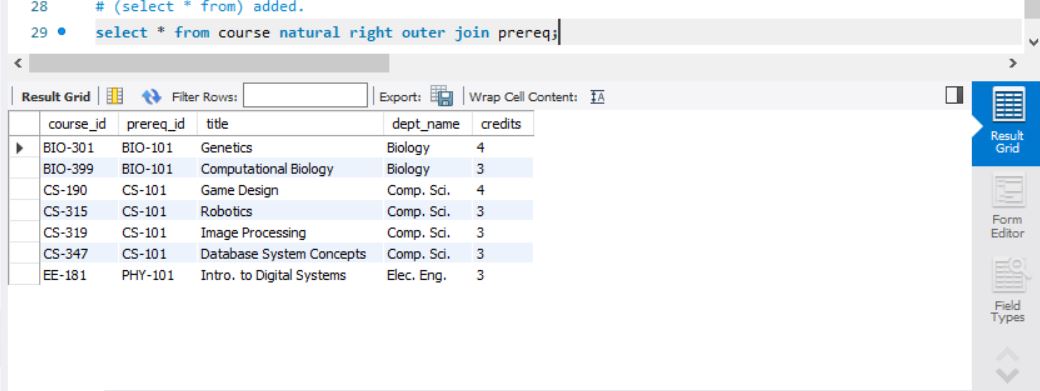 28 # (select * from) added.
29 select * from course natural right outer join prereq;
Result Grid Filter Rows: Export: Wrap Cell Content:
course_id prereq_id title dept_name credits
BIO-301 BIO-101 Genetics Biology 4
BIO-399 BIO-101 Computational Biology Biology 3
CS-190 CS-101 Game Design Comp. Sci. 4
CS-315 CS-101 Robotics Comp. Sci. 3
CS-319 CS-101 Image Processing Comp. Sci. 3
CS-347 CS-101 Database System Concepts Comp. Sci. 3
EE-181 PHY-101 Intro. to Digital Systems Elec. Eng. 3
Result
Grid
Form
Editor
Field
Types